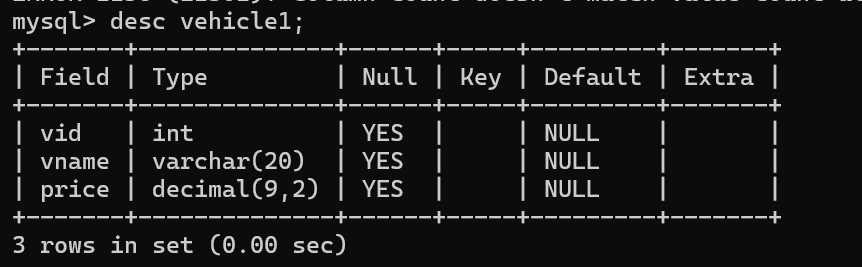 mysql> desc vehicle1;
+-------+--------------+------+-----+---------+-------+
| Field | Type         | Null | Key | Default | Extra |
+-------+--------------+------+-----+---------+-------+
| vid   | int          | YES  |     | NULL    |       |
| vname | varchar(20)  | YES  |     | NULL    |       |
| price | decimal(9,2) | YES  |     | NULL    |       |
+-------+--------------+------+-----+---------+-------+
3 rows in set (0.00 sec)